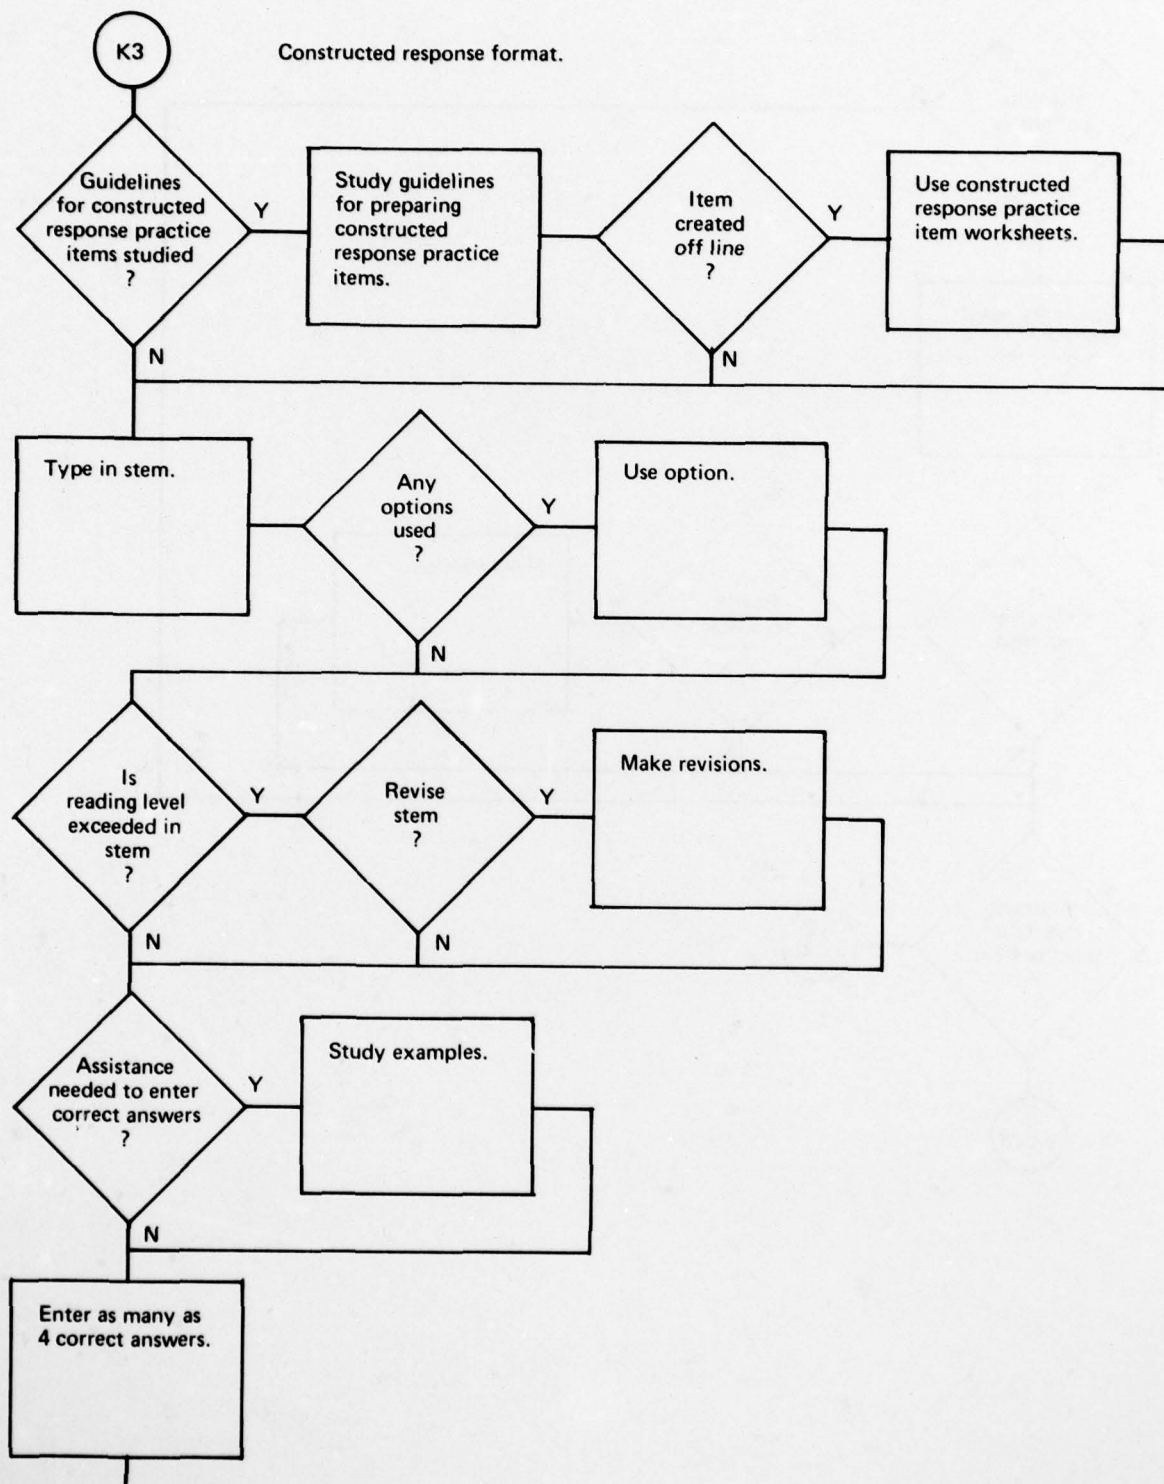 K3
Constructed response format.
Guidelines
for constructed
response practice
items studied
?
Y
N
Study guidelines
for preparing
constructed
response practice
items.
Item
created
off line
?
Y
N
Use constructed
response practice
item worksheets.
Type in stem.
Any
options
used
?
Y
N
Use option.
Is
reading level
exceeded in
stem
?
Y
N
Revise
stem
?
Y
N
Make revisions.
Assistance
needed to enter
correct answers
?
Y
N
Study examples.
Enter as many as
4 correct answers.